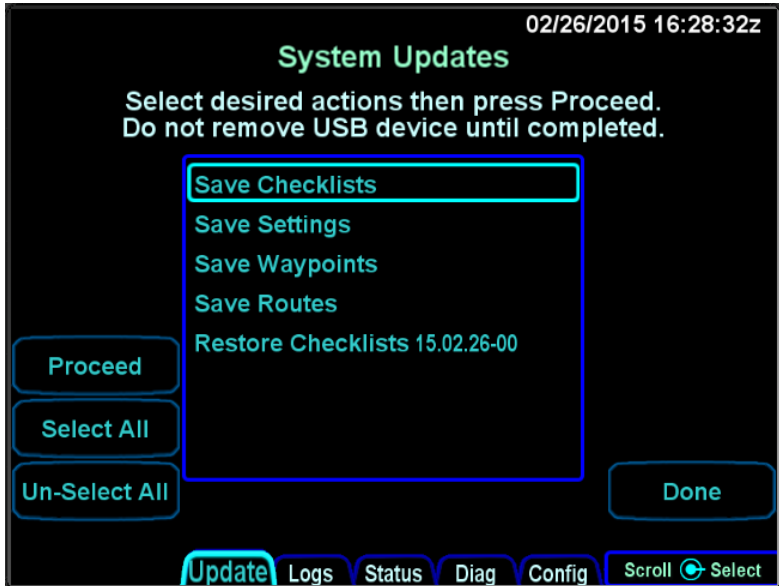 02/26/2015 16:28:32z
System Updates
Select desired actions then press Proceed.
Do not remove USB device until completed.
Save Checklists
Save Settings
Save Waypoints
Save Routes
Restore Checklists 15.02.26-00
Proceed
Select All
Un-Select All
Done
Update Logs Status Diag Config Scroll Select